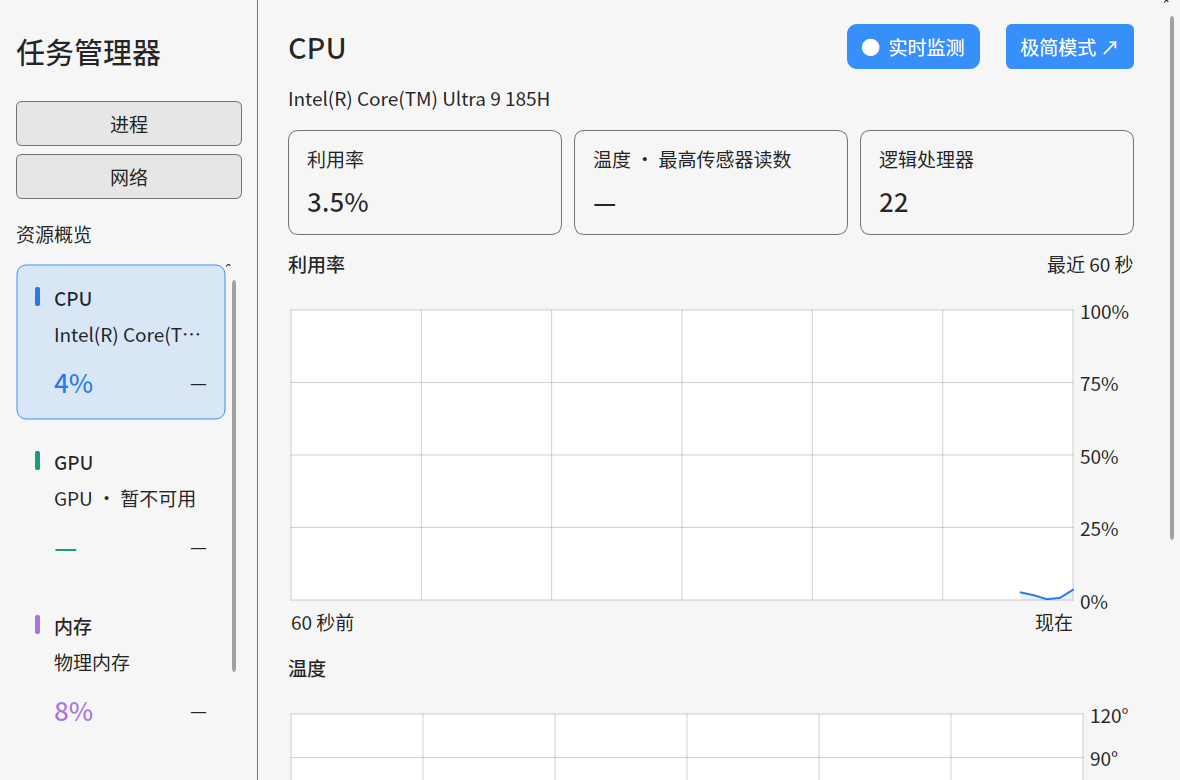 任务管理器
进程
网络
资源概览
CPU
Intel(R) Core(T…
4% —
GPU
GPU · 暂不可用
— —
内存
物理内存
8% —
CPU
实时监测
极简模式 ↗
Intel(R) Core(TM) Ultra 9 185H
利用率
3.5%
温度 · 最高传感器读数
—
逻辑处理器
22
利用率
最近 60 秒
100%
75%
50%
25%
0%
60 秒前
现在
温度
120°
90°